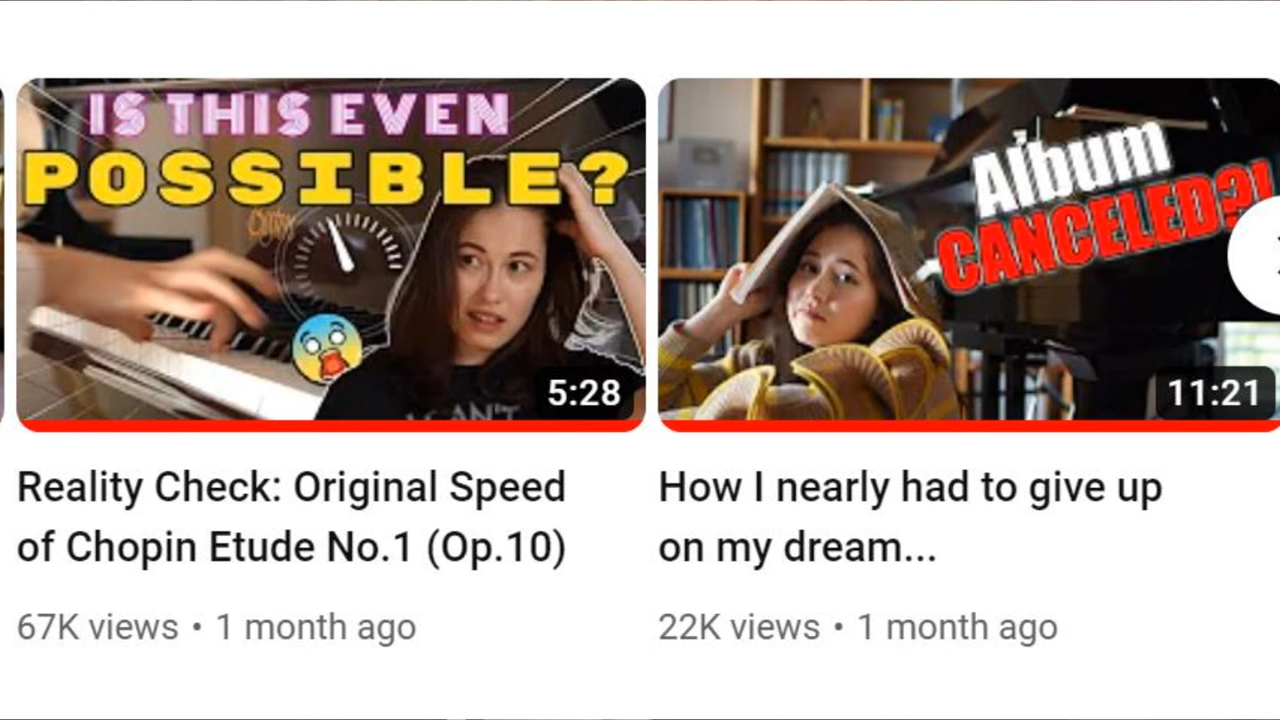 IS THIS EVEN
POSSIBLE?
5:28
Reality Check: Original Speed
of Chopin Etude No.1 (Op.10)
67K views • 1 month ago
Album
CANCELED?!
11:21
How I nearly had to give up
on my dream...
22K views • 1 month ago